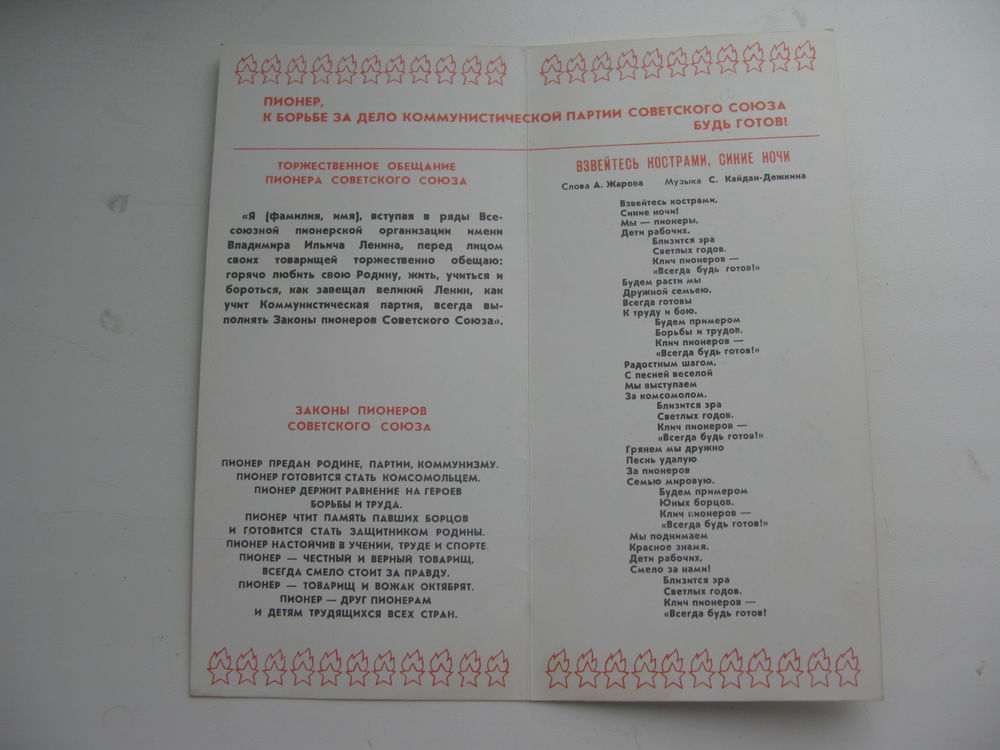 ПИОНЕР,
К БОРЬБЕ ЗА ДЕЛО КОММУНИСТИЧЕСКОЙ ПАРТИИ СОВЕТСКОГО СОЮЗА
БУДЬ ГОТОВ!
ТОРЖЕСТВЕННОЕ ОБЕЩАНИЕ
ПИОНЕРА СОВЕТСКОГО СОЮЗА
«Я (фамилия, имя), вступая в ряды Все-
союзной пионерской организации имени
Владимира Ильича Ленина, перед лицом
своих товарищей торжественно обещаю:
горячо любить свою Родину, жить, учиться и
бороться, как завещал великий Ленин, как
учит Коммунистическая партия, всегда вы-
полнять Законы пионеров Советского Союза».
ЗАКОНЫ ПИОНЕРОВ
СОВЕТСКОГО СОЮЗА
ПИОНЕР ПРЕДАН РОДИНЕ, ПАРТИИ, КОММУНИЗМУ.
ПИОНЕР ГОТОВИТСЯ СТАТЬ КОМСОМОЛЬЦЕМ.
ПИОНЕР ДЕРЖИТ РАВНЕНИЕ НА ГЕРОЕВ
БОРЬБЫ И ТРУДА.
ПИОНЕР ЧТИТ ПАМЯТЬ ПАВШИХ БОРЦОВ
И ГОТОВИТСЯ СТАТЬ ЗАЩИТНИКОМ РОДИНЫ.
ПИОНЕР НАСТОЙЧИВ В УЧЕНИИ, ТРУДЕ И СПОРТЕ.
ПИОНЕР — ЧЕСТНЫЙ И ВЕРНЫЙ ТОВАРИЩ,
ВСЕГДА СМЕЛО СТОИТ ЗА ПРАВДУ.
ПИОНЕР — ТОВАРИЩ И ВОЖАК ОКТЯБРЯТ.
ПИОНЕР — ДРУГ ПИОНЕРАМ
И ДЕТЯМ ТРУДЯЩИХСЯ ВСЕХ СТРАН.
ВЗВЕЙТЕСЬ КОСТРАМИ, СИНИЕ НОЧИ
Слова А. Жарова Музыка С. Кайдан-Дежкина
Взвейтесь кострами,
Синие ночи!
Мы — пионеры,
Дети рабочих.
Близится эра
Светлых годов.
Клич пионеров —
«Всегда будь готов!»
Будем расти мы
Дружной семьею,
Всегда готовы
К труду и бою.
Будем примером
Борьбы и трудов.
Клич пионеров —
«Всегда будь готов!»
Радостным шагом,
С песней веселой
Мы выступаем
За комсомолом.
Близится эра
Светлых годов.
Клич пионеров —
«Всегда будь готов!»
Грянем мы дружно
Песнь удалую
За пионеров
Семью мировую.
Будем примером
Юных борцов.
Клич пионеров —
«Всегда будь готов!»
Мы поднимаем
Красное знамя.
Дети рабочих,
Смело за нами!
Близится эра
Светлых годов.
Клич пионеров —
«Всегда будь готов!